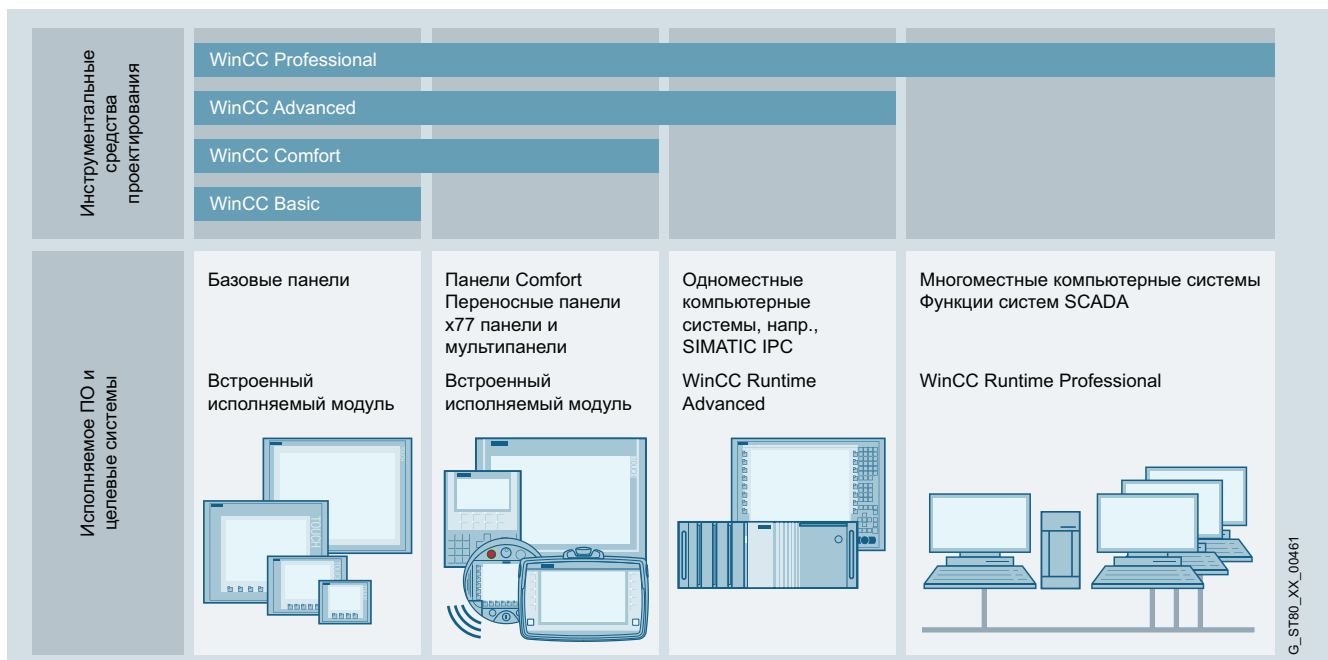 Инструментальные
средства
проектирования
WinCC Professional
WinCC Advanced
WinCC Comfort
WinCC Basic
Исполняемое ПО и
целевые системы
Базовые панели
Встроенный
исполняемый модуль
TOUCH
Панели Comfort
Переносные панели
x77 панели и
мультипанели
Встроенный
исполняемый модуль
TOUCH
Одноместные
компьютерные
системы, напр.,
SIMATIC IPC
WinCC Runtime
Advanced
Многоместные компьютерные системы
Функции систем SCADA
WinCC Runtime Professional
G_ST80_XX_00461